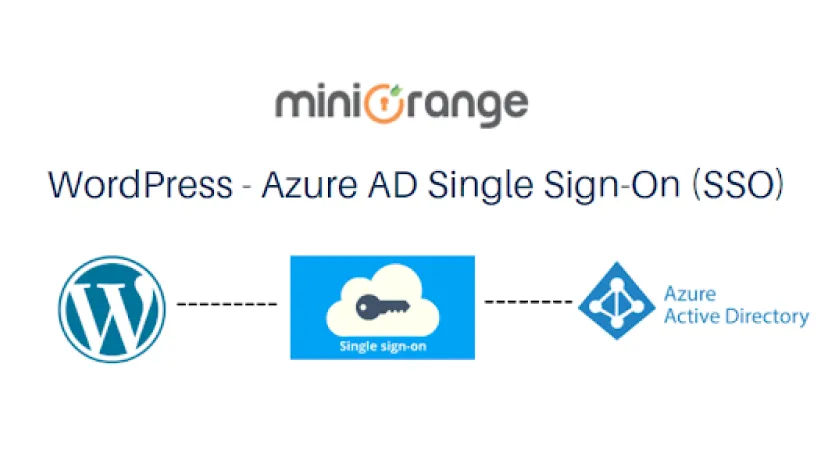 miniOrange
WordPress - Azure AD Single Sign-On (SSO)
W
Single sign-on
Azure
Active Directory